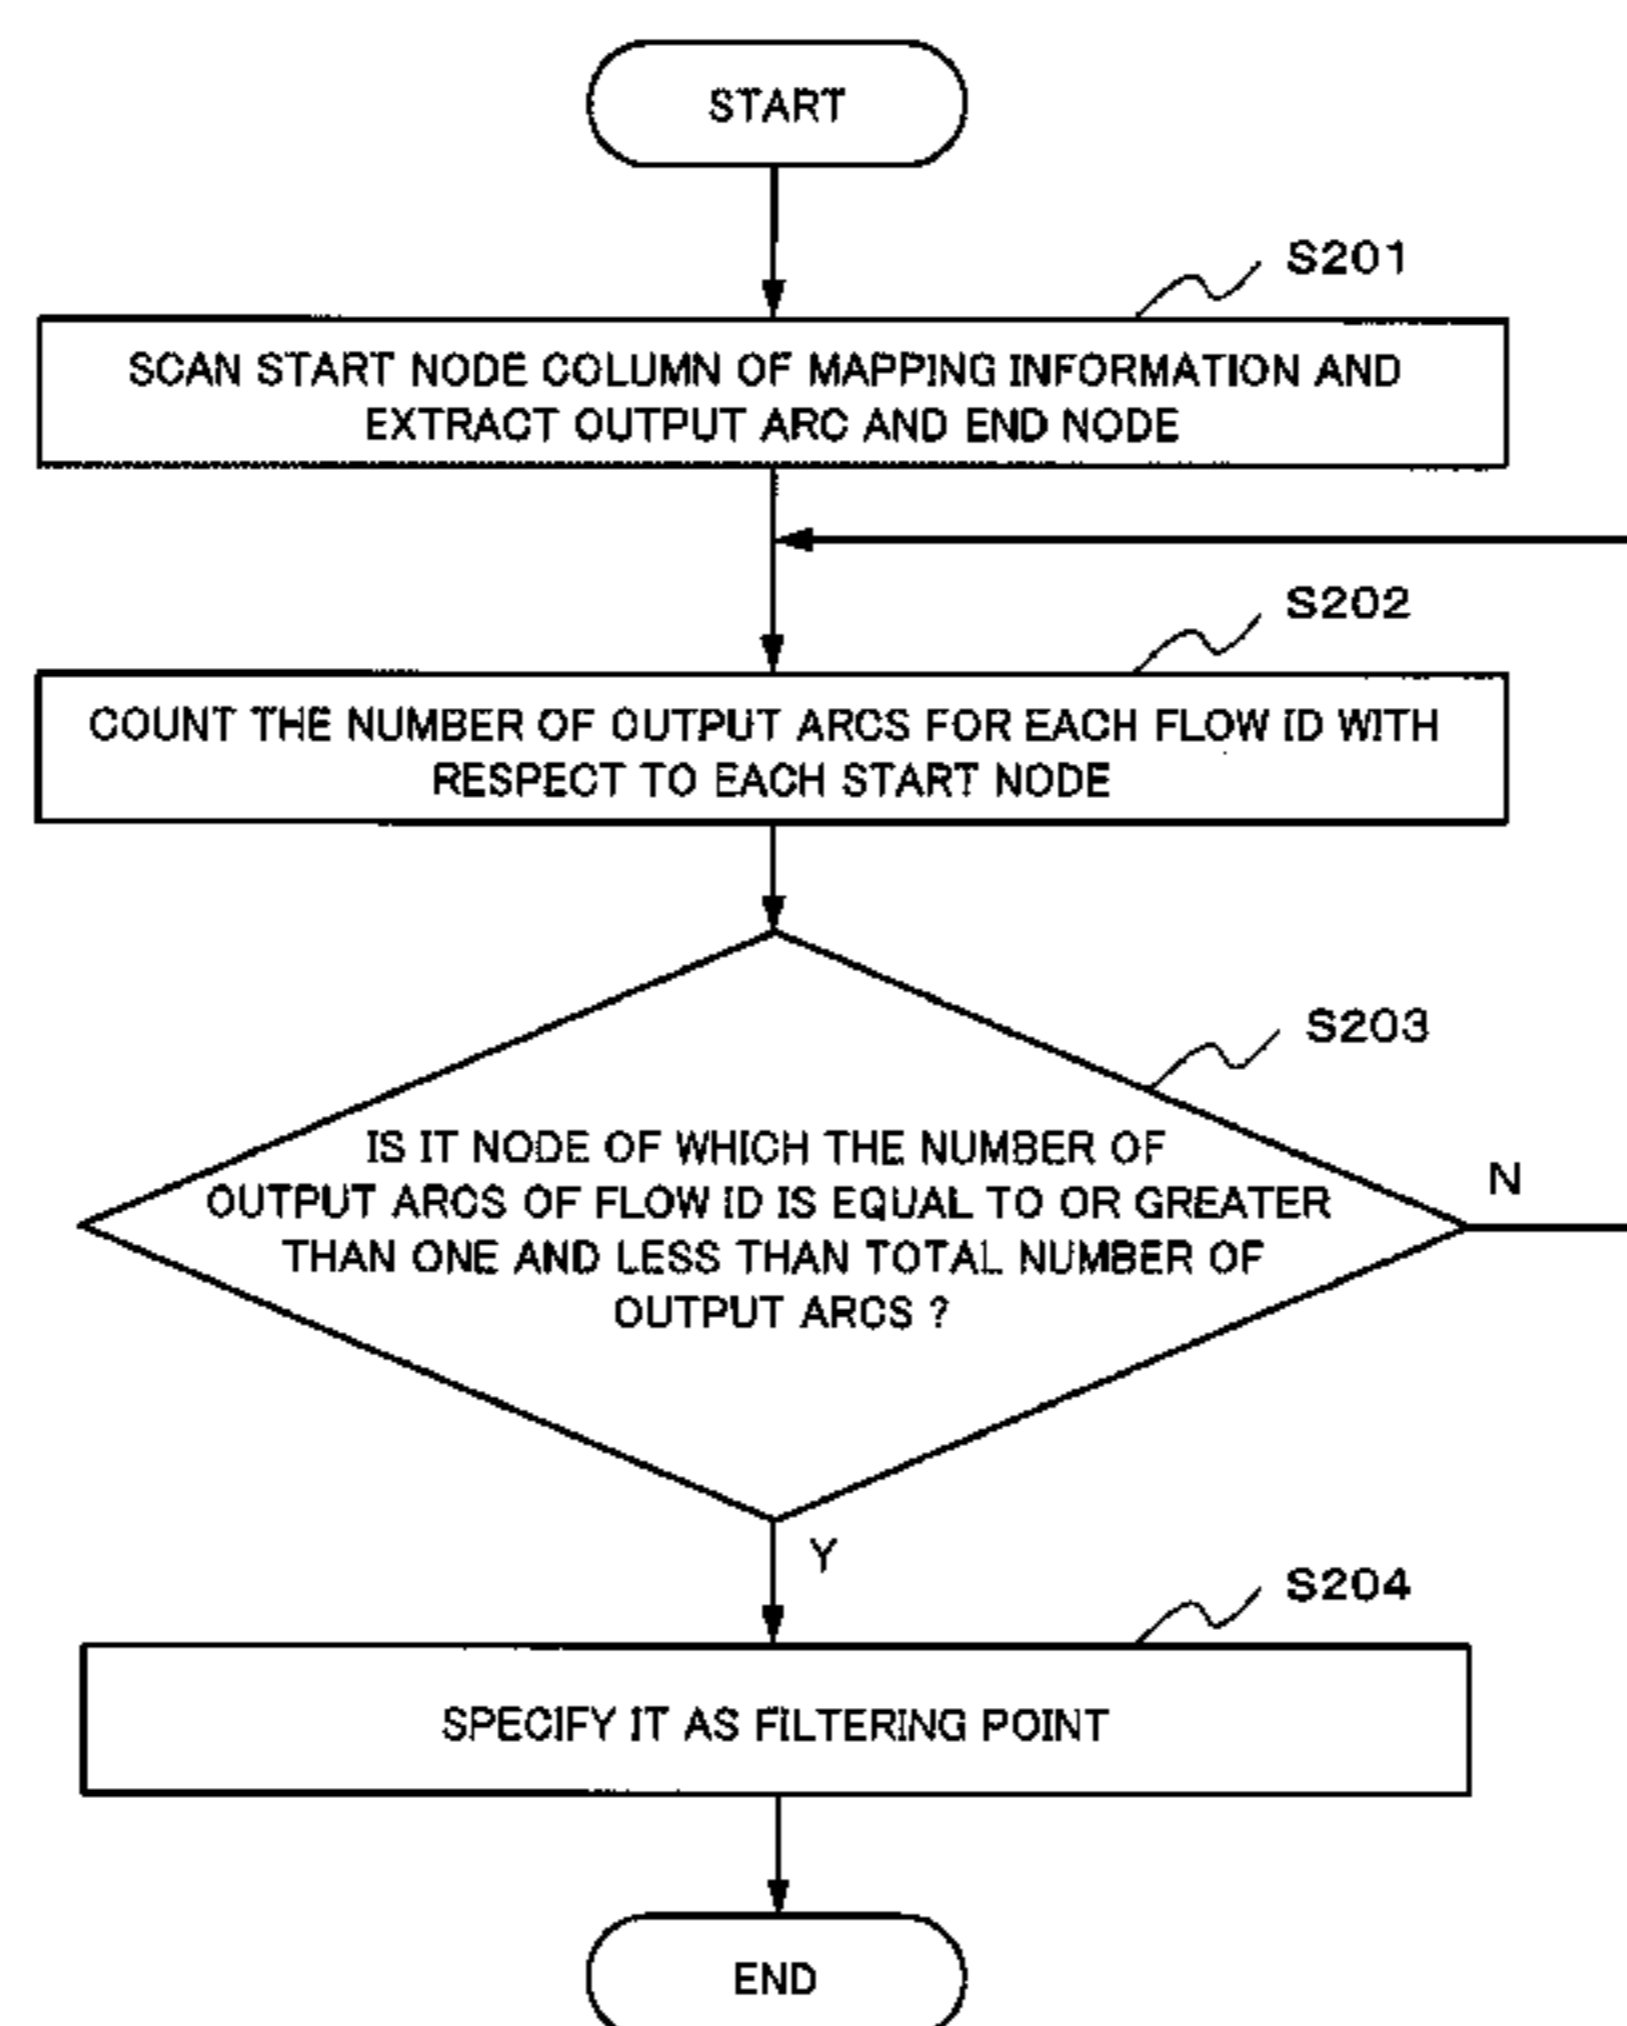 START
S201
SCAN START NODE COLUMN OF MAPPING INFORMATION AND
EXTRACT OUTPUT ARC AND END NODE
S202
COUNT THE NUMBER OF OUTPUT ARCS FOR EACH FLOW ID WITH
RESPECT TO EACH START NODE
S203
IS IT NODE OF WHICH THE NUMBER OF
OUTPUT ARCS OF FLOW ID IS EQUAL TO OR GREATER
THAN ONE AND LESS THAN TOTAL NUMBER OF
OUTPUT ARCS ?
N
Y
S204
SPECIFY IT AS FILTERING POINT
END